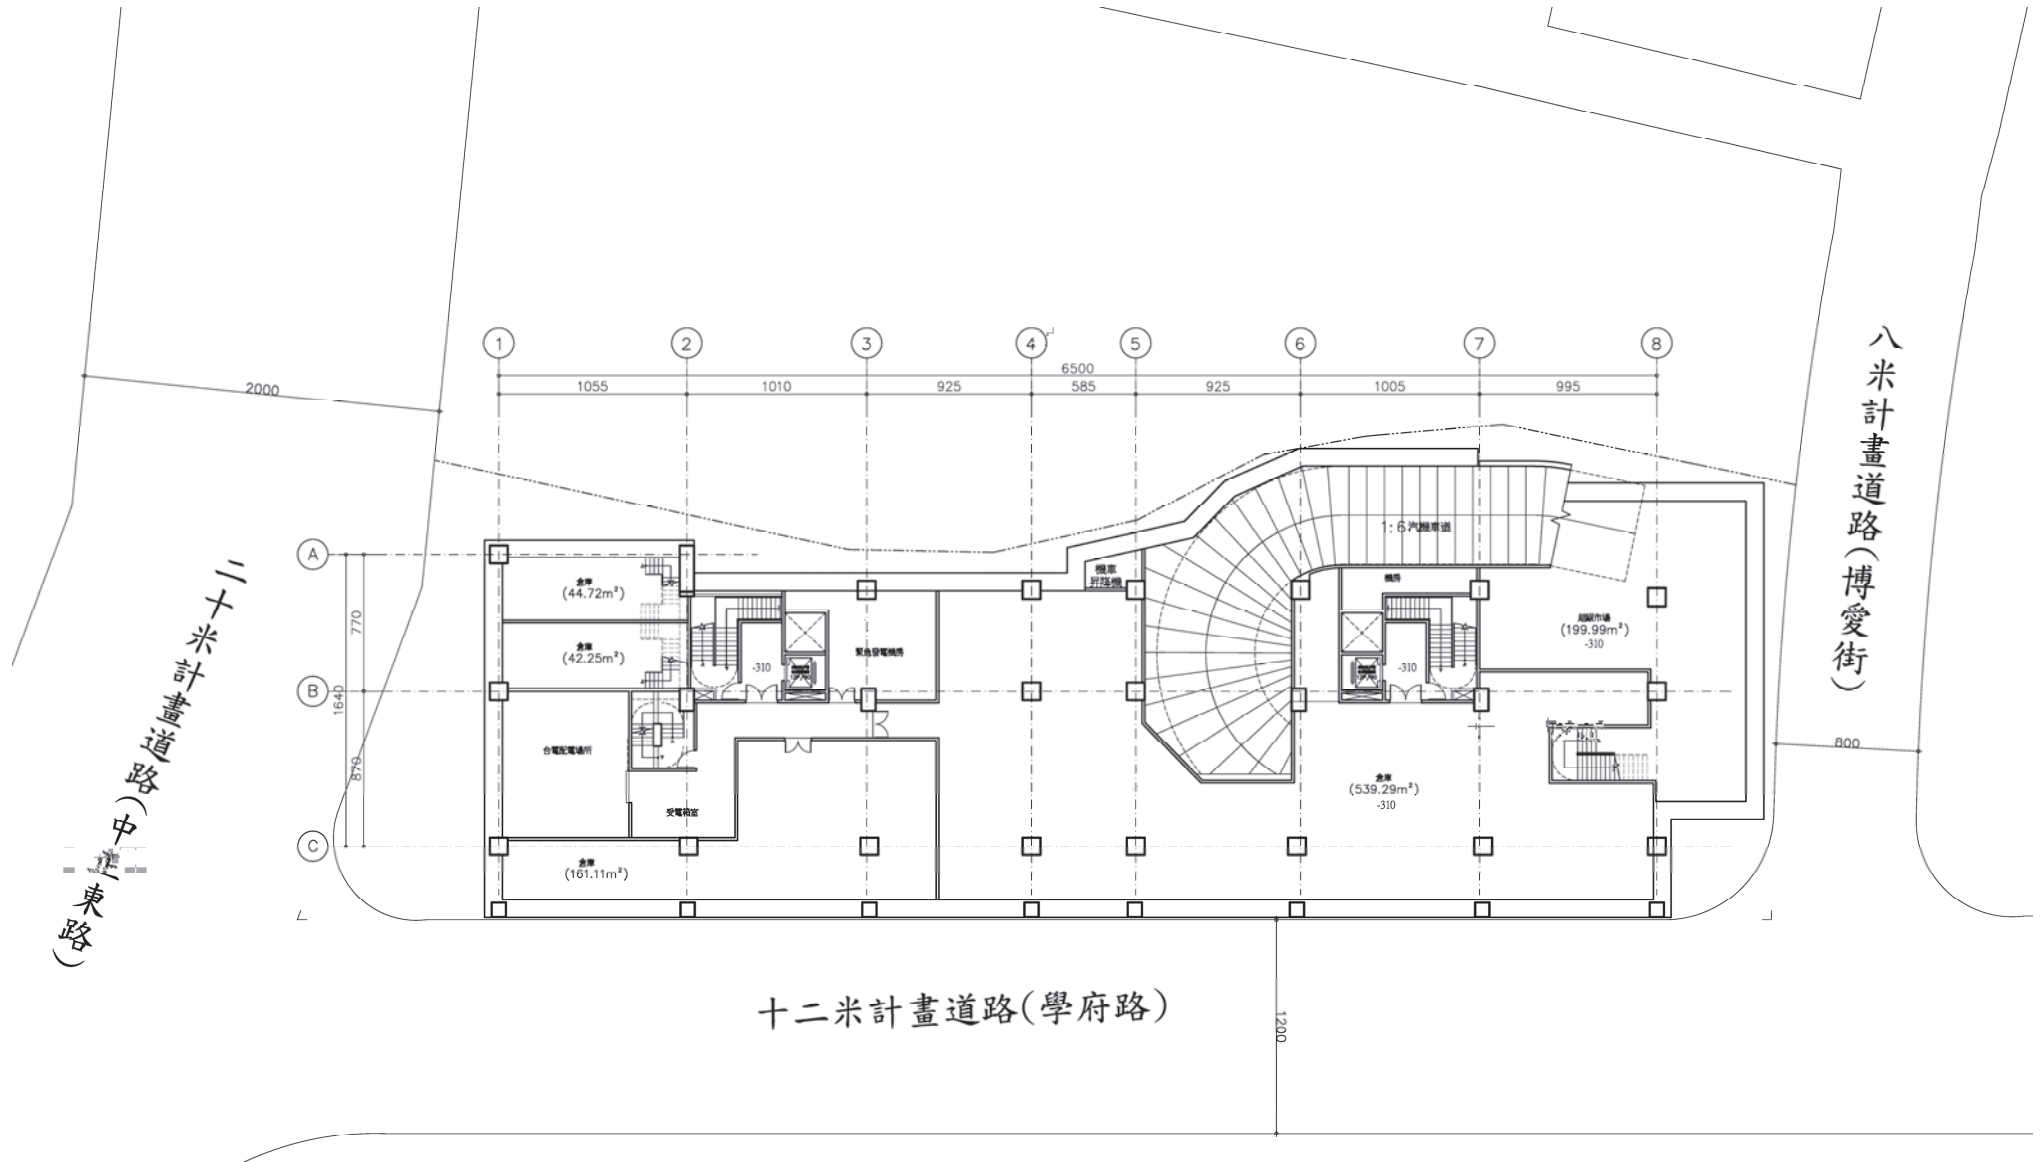 1
2
3
4
5
6
7
8
6500
1055
1010
925
585
925
1005
995
2000
A
B
C
770
870
1640
倉庫
(44.72m²)
倉庫
(42.25m²)
-310
緊急發電機房
機車
昇降機
1:6汽機車道
機房
-310
超級市場
(199.99m²)
-310
台電配電場所
受電箱室
倉庫
(161.11m²)
倉庫
(539.29m²)
-310
800
1200
二十米計畫道路(中正東路)
八米計畫道路(博愛街)
十二米計畫道路(學府路)